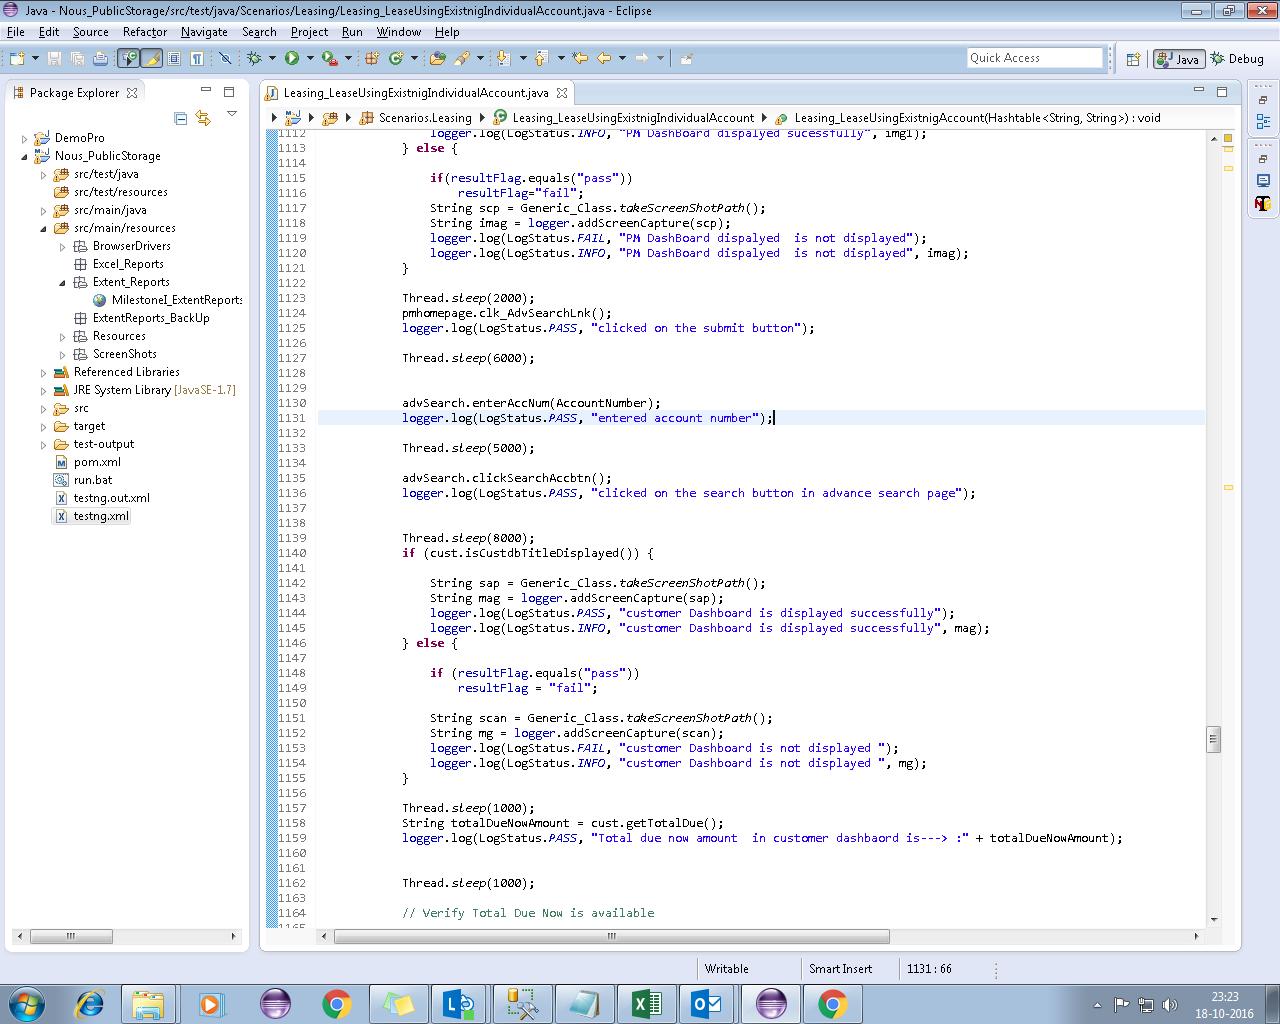 Java - Nous_PublicStorage/src/test/java/Scenarios/Leasing/Leasing_LeaseUsingExistnigIndividualAccount.java - Eclipse
File Edit Source Refactor Navigate Search Project Run Window Help
Quick Access
Java
Debug
Package Explorer
Leasing_LeaseUsingExistnigIndividualAccount.java
Scenarios.Leasing
Leasing_LeaseUsingExistnigIndividualAccount
Leasing_LeaseUsingExistnigAccount(Hashtable<String, String>) : void
DemoPro
Nous_PublicStorage
src/test/java
src/test/resources
src/main/java
src/main/resources
BrowserDrivers
Excel_Reports
Extent_Reports
MilestoneI_ExtentReports
ExtentReports_BackUp
Resources
ScreenShots
Referenced Libraries
JRE System Library [JavaSE-1.7]
src
target
test-output
pom.xml
run.bat
testng.out.xml
testng.xml
1112 logger.log(LogStatus.INFO, "PM DashBoard dispalyed sucessfully", img1);
1113 } else {
1114
1115 if(resultFlag.equals("pass"))
1116 resultFlag="fail";
1117 String scp = Generic_Class.takeScreenShotPath();
1118 String imag = logger.addScreenCapture(scp);
1119 logger.log(LogStatus.FAIL, "PM DashBoard dispalyed  is not displayed");
1120 logger.log(LogStatus.INFO, "PM DashBoard dispalyed  is not displayed", imag);
1121 }
1122
1123 Thread.sleep(2000);
1124 pmhomepage.clk_AdvSearchLnk();
1125 logger.log(LogStatus.PASS, "clicked on the submit button");
1126
1127 Thread.sleep(6000);
1128
1129
1130 advSearch.enterAccNum(AccountNumber);
1131 logger.log(LogStatus.PASS, "entered account number");
1132
1133 Thread.sleep(5000);
1134
1135 advSearch.clickSearchAccbtn();
1136 logger.log(LogStatus.PASS, "clicked on the search button in advance search page");
1137
1138
1139 Thread.sleep(8000);
1140 if (cust.isCustdbTitleDisplayed()) {
1141
1142 String sap = Generic_Class.takeScreenShotPath();
1143 String mag = logger.addScreenCapture(sap);
1144 logger.log(LogStatus.PASS, "customer Dashboard is displayed successfully");
1145 logger.log(LogStatus.INFO, "customer Dashboard is displayed successfully", mag);
1146 } else {
1147
1148 if (resultFlag.equals("pass"))
1149 resultFlag = "fail";
1150
1151 String scan = Generic_Class.takeScreenShotPath();
1152 String mg = logger.addScreenCapture(scan);
1153 logger.log(LogStatus.FAIL, "customer Dashboard is not displayed ");
1154 logger.log(LogStatus.INFO, "customer Dashboard is not displayed ", mg);
1155 }
1156
1157 Thread.sleep(1000);
1158 String totalDueNowAmount = cust.getTotalDue();
1159 logger.log(LogStatus.PASS, "Total due now amount  in customer dashbaord is---> :" + totalDueNowAmount);
1160
1161
1162 Thread.sleep(1000);
1163
1164 // Verify Total Due Now is available
1165
Writable
Smart Insert
1131 : 66
23:23
18-10-2016